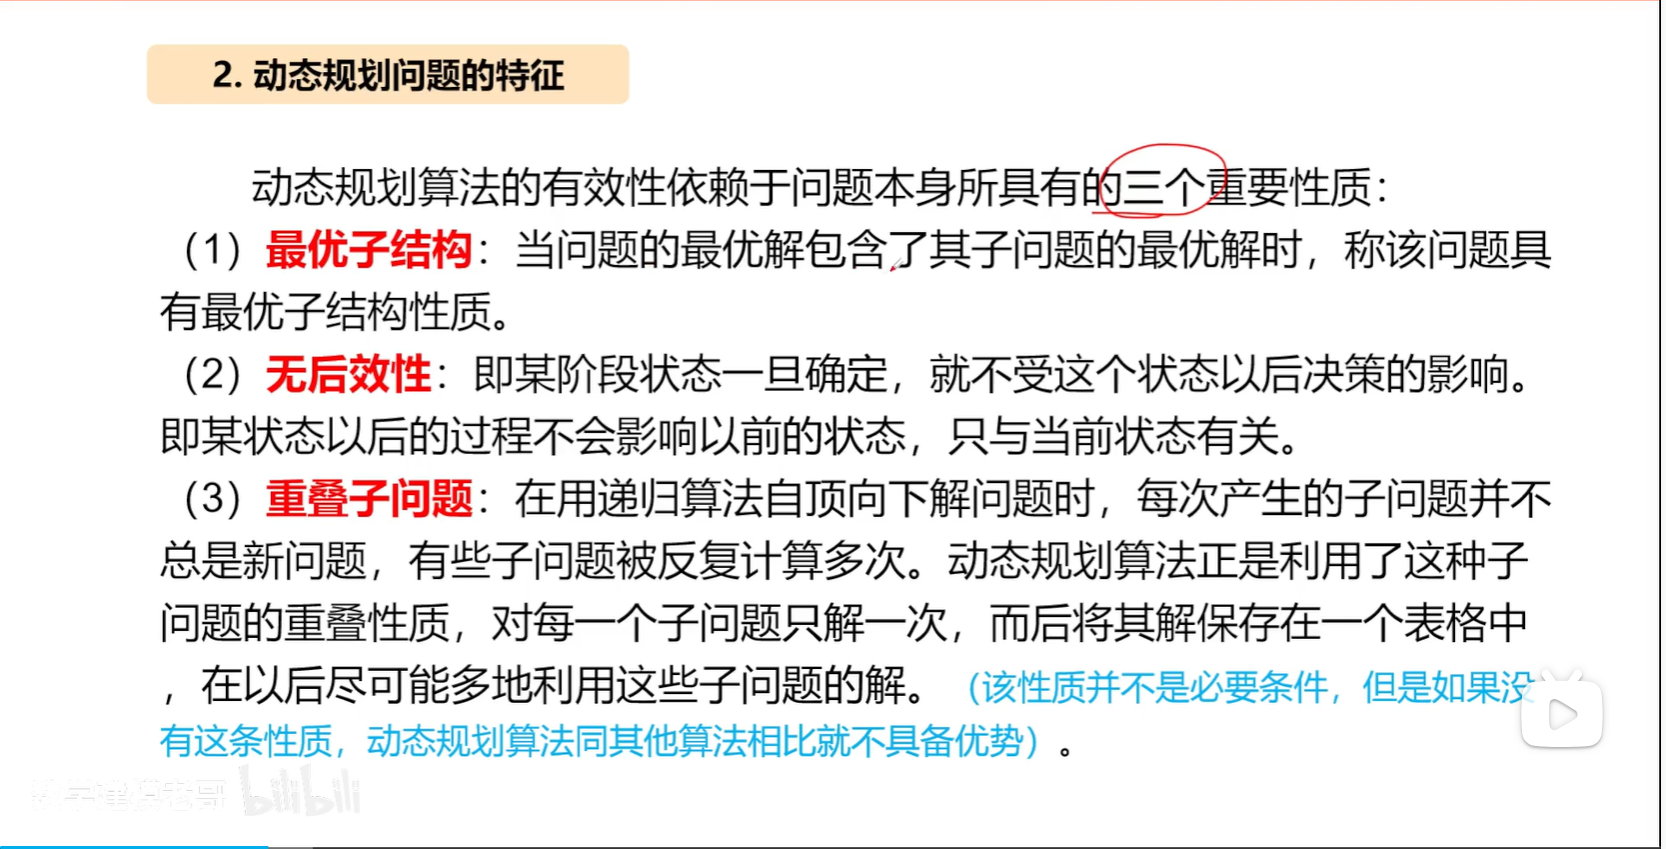 2. 动态规划问题的特征
动态规划算法的有效性依赖于问题本身所具有的三个重要性质：
（1）最优子结构：当问题的最优解包含了其子问题的最优解时，称该问题具
有最优子结构性质。
（2）无后效性：即某阶段状态一旦确定，就不受这个状态以后决策的影响。
即某状态以后的过程不会影响以前的状态，只与当前状态有关。
（3）重叠子问题：在用递归算法自顶向下解问题时，每次产生的子问题并不
总是新问题，有些子问题被反复计算多次。动态规划算法正是利用了这种子
问题的重叠性质，对每一个子问题只解一次，而后将其解保存在一个表格中
，在以后尽可能多地利用这些子问题的解。（该性质并不是必要条件，但是如果没
有这条性质，动态规划算法同其他算法相比就不具备优势）。
数学建模老哥 bilibili